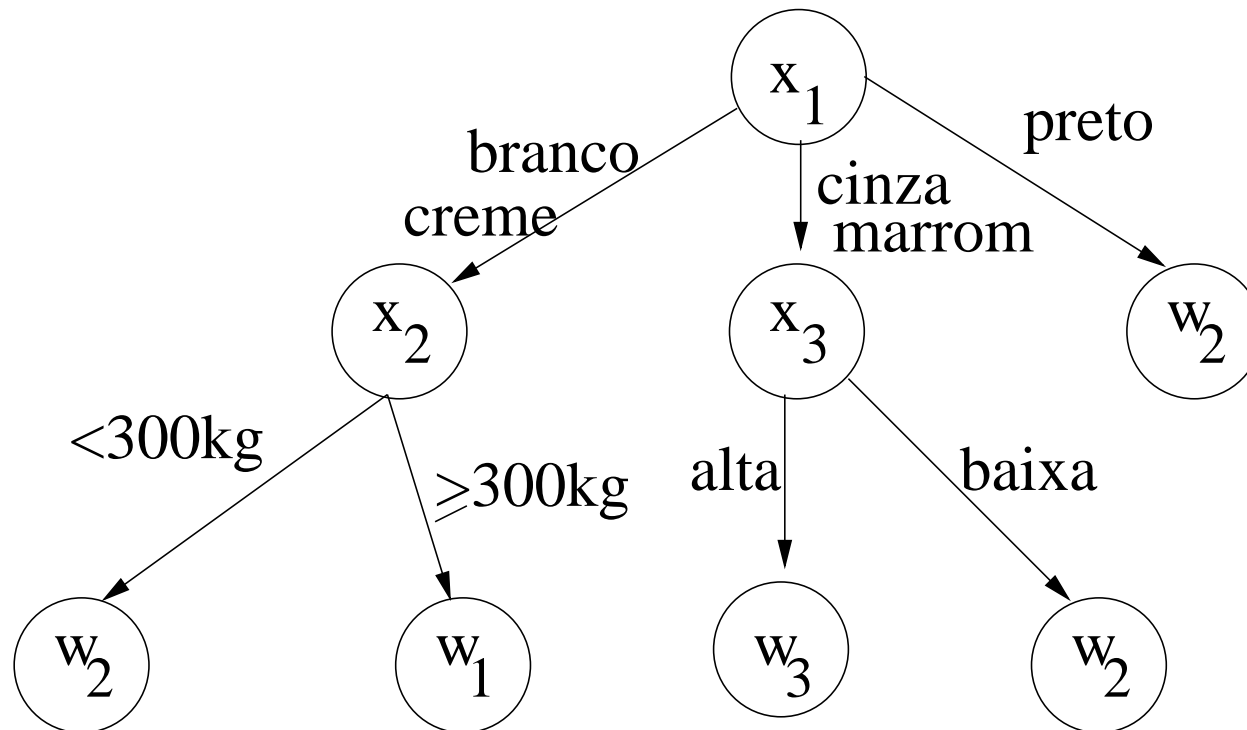 x1
preto
branco
cinza
creme
marrom
x2
x3
w2
<300kg
≥300kg
alta
baixa
w2
w1
w3
w2